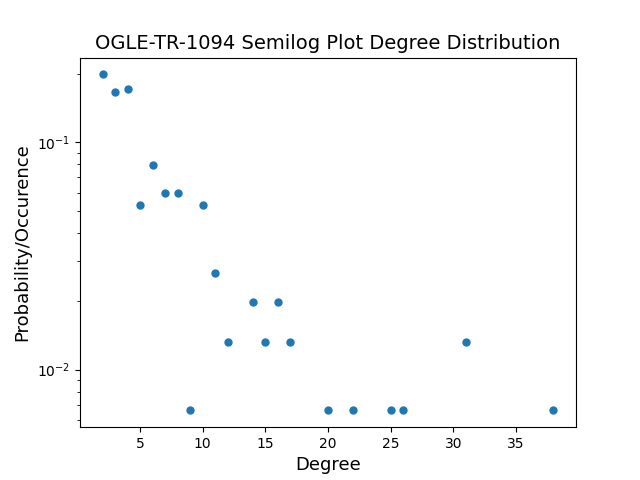 OGLE-TR-1094 Semilog Plot Degree Distribution
Probability/Occurence
10⁻¹
10⁻²
5 10 15 20 25 30 35
Degree